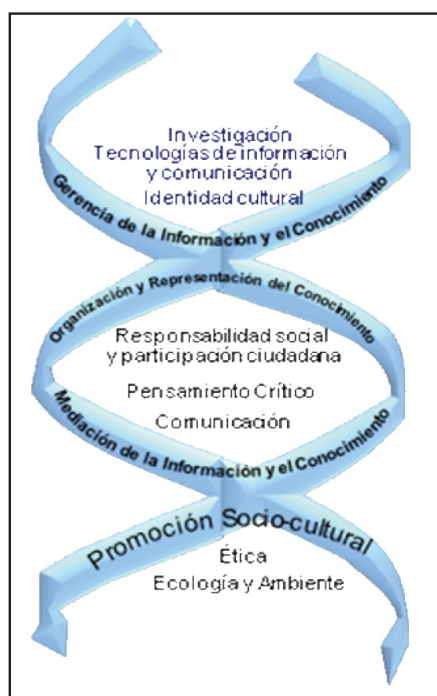 Investigación
Tecnologías de información
y comunicación
Identidad cultural
Gerencia de la Información y el Conocimiento
Organización y Representación del Conocimiento
Responsabilidad social
y participación ciudadana
Pensamiento Crítico
Comunicación
Mediación de la Información y el Conocimiento
Promoción Socio-cultural
Ética
Ecología y Ambiente